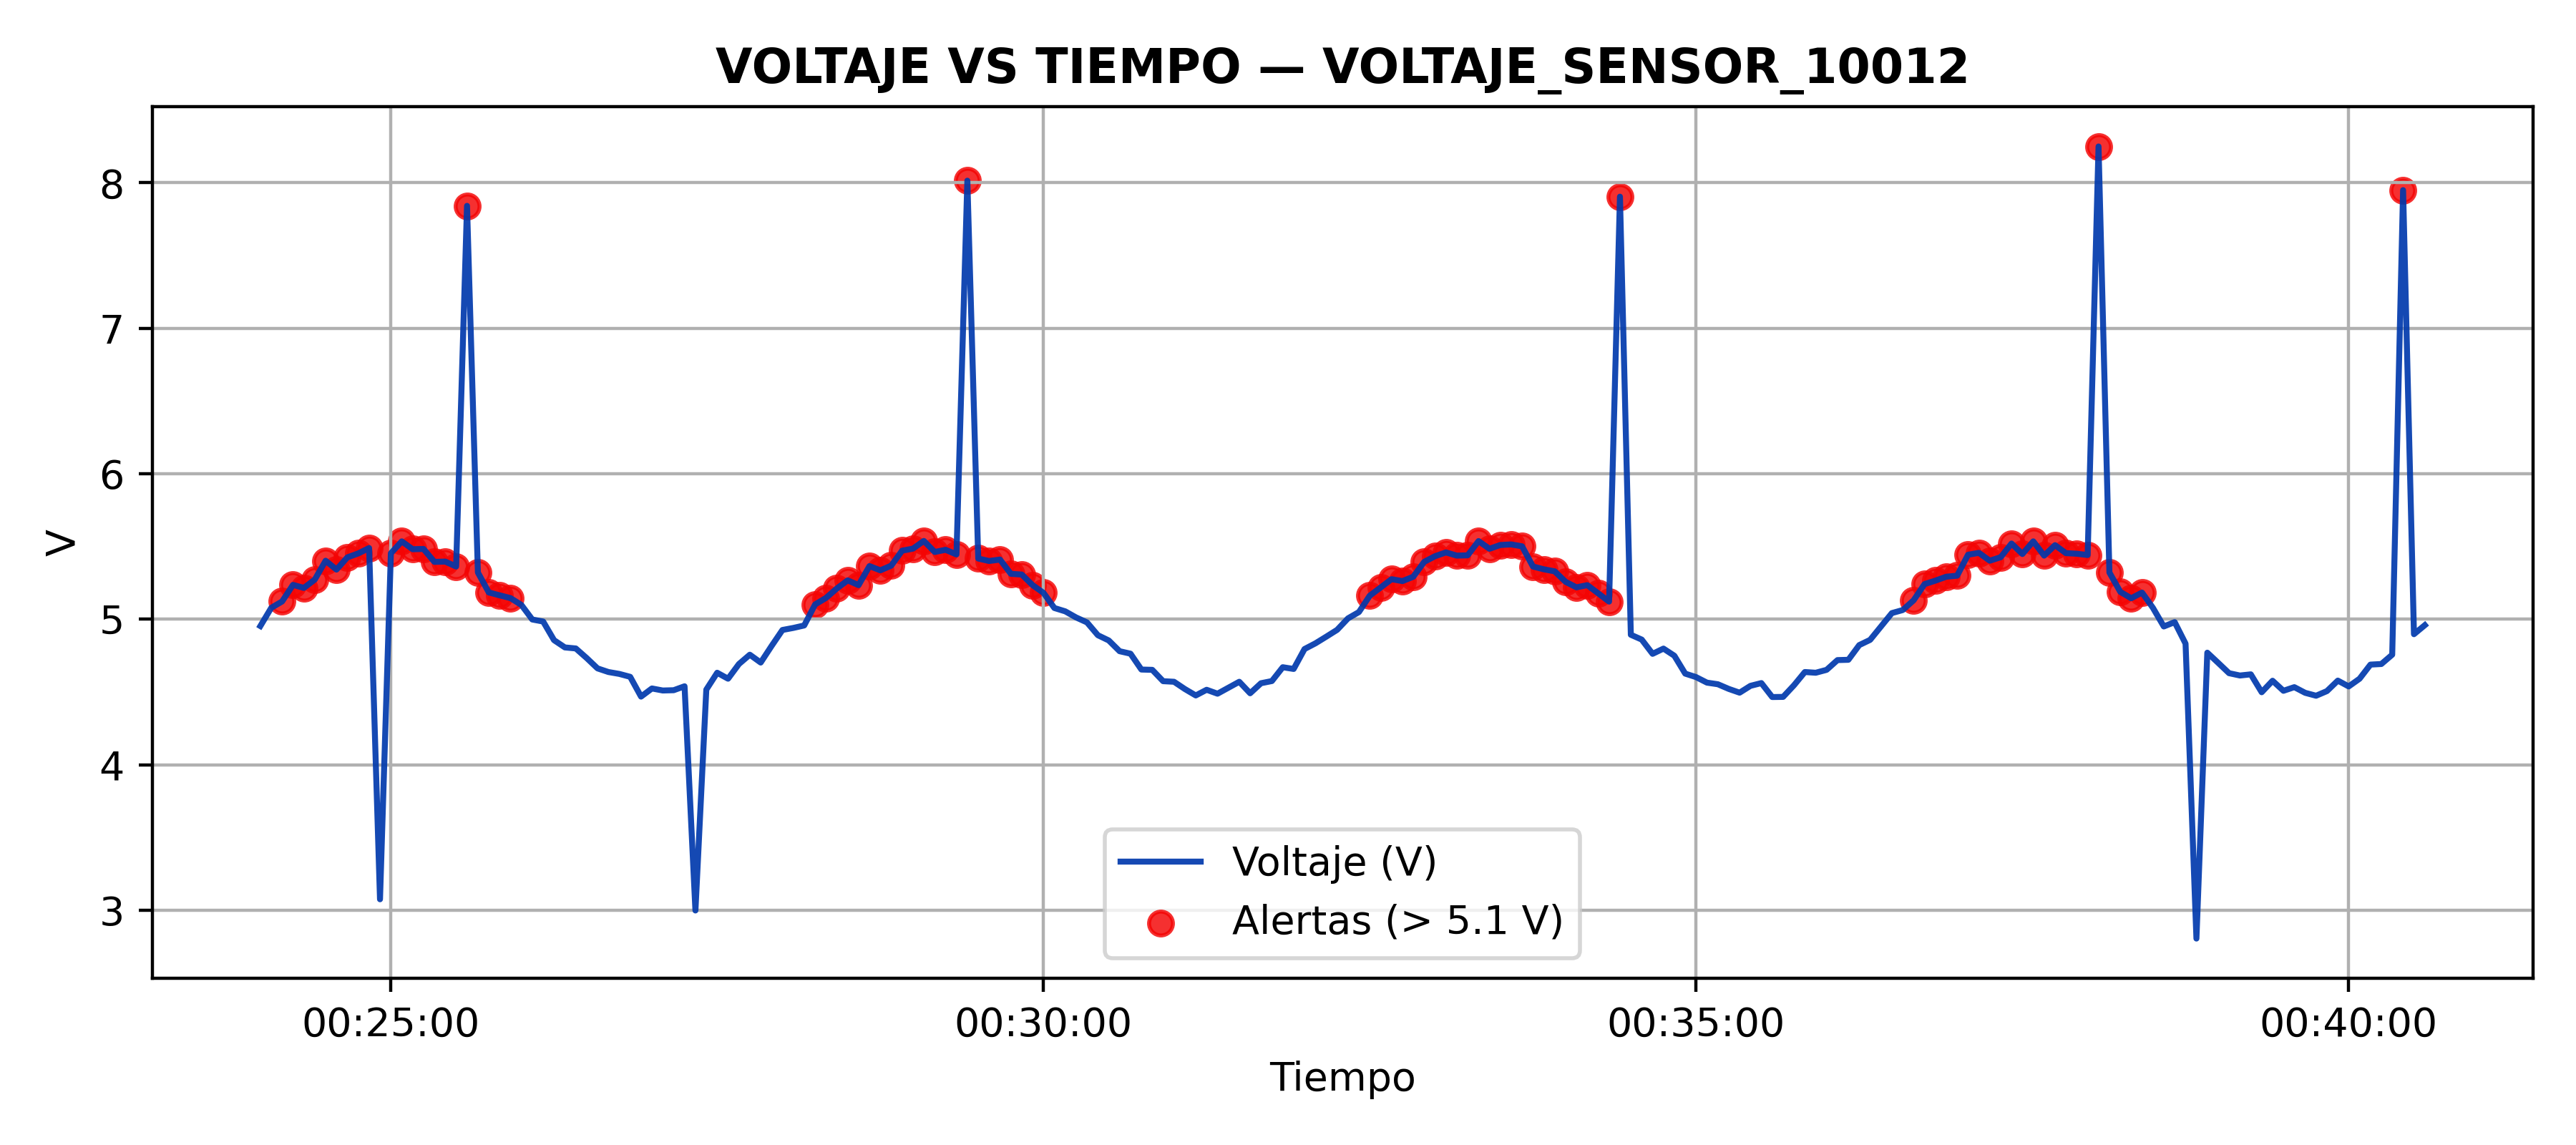 VOLTAJE VS TIEMPO — VOLTAJE_SENSOR_10012
8
7
6
5
4
3
V
Voltaje (V)
Alertas (> 5.1 V)
00:25:00
00:30:00
00:35:00
00:40:00
Tiempo